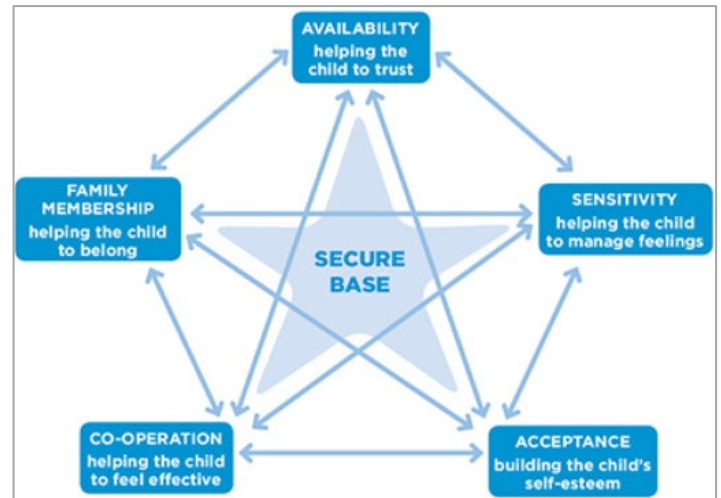 AVAILABILITY
helping the
child to trust
FAMILY
MEMBERSHIP
helping the child
to belong
SENSITIVITY
helping the child
to manage feelings
SECURE
BASE
CO-OPERATION
helping the child
to feel effective
ACCEPTANCE
building the child's
self-esteem